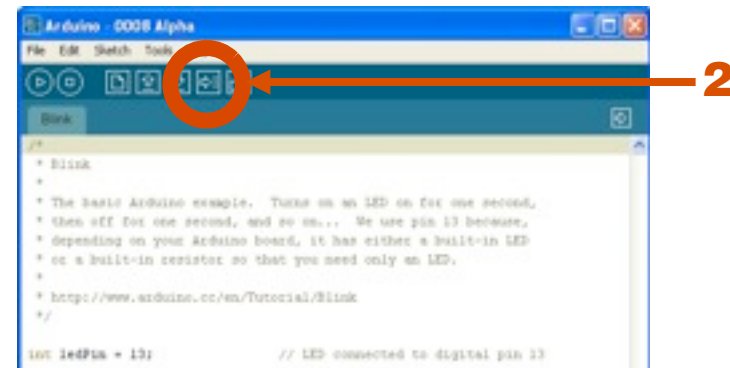 Arduino - 0008 Alpha
File Edit Sketch Tools
2
Blink
/*
* Blink
*
* The basic Arduino example. Turns on an LED on for one second,
* then off for one second, and so on... We use pin 13 because,
* depending on your Arduino board, it has either a built-in LED
* or a built-in resistor so that you need only an LED.
*
* http://www.arduino.cc/en/Tutorial/Blink
*/
int ledPin = 13; // LED connected to digital pin 13